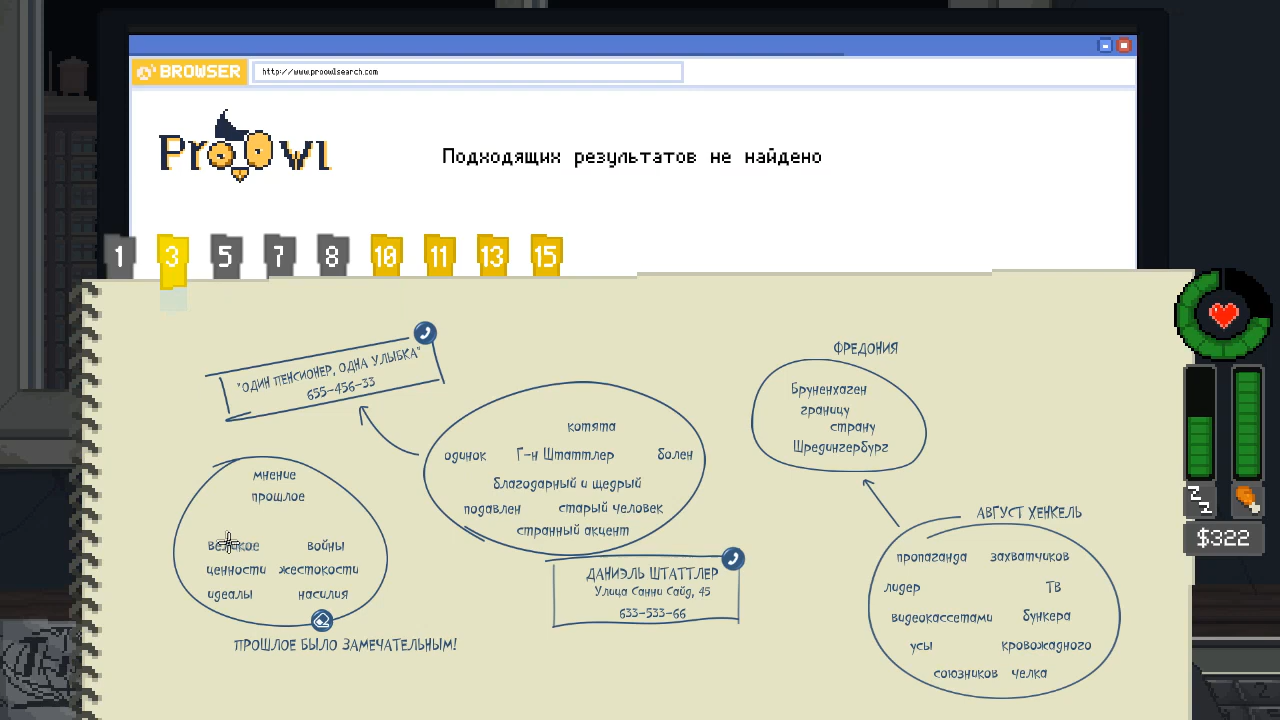 BROWSER
http://www.proowlsearch.com
PrOOwl
Подходящих результатов не найдено
1 3 5 7 8 10 11 13 15
"ОДИН ПЕНСИОНЕР, ОДНА УЛЫБКА"
655-456-33
котята
одинок Г-н Штаттлер болен
благодарный и щедрый
подавлен старый человек
странный акцент
ФРЕДОНИЯ
Бруненхаген
границу
страну
Шредингербург
мнение
прошлое
великое войны
ценности жестокости
идеалы насилия
ПРОШЛОЕ БЫЛО ЗАМЕЧАТЕЛЬНЫМ!
ДАНИЭЛЬ ШТАТТЛЕР
Улица Санни Сайд, 45
633-533-66
АВГУСТ ХЕНКЕЛЬ
пропаганда захватчиков
лидер ТВ
видеокассетами бункера
усы кровожадного
союзников челка
$322